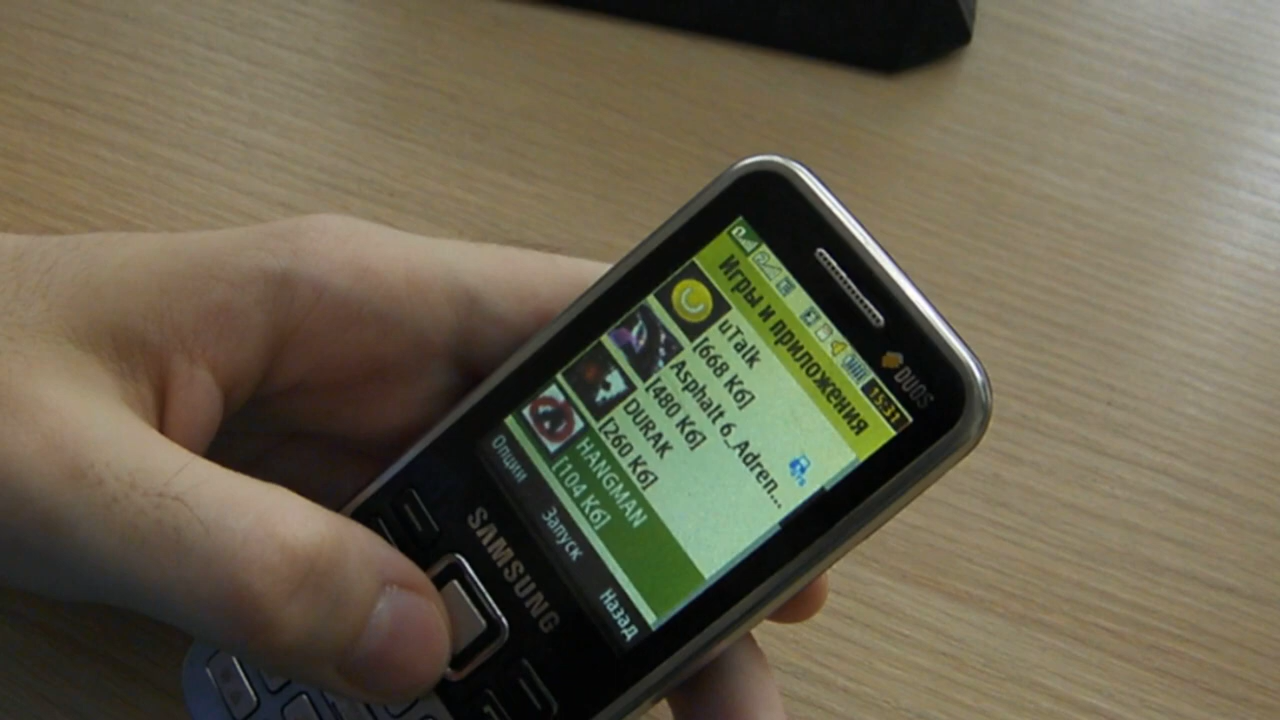 DUOS
15:31
Игры и приложения
uTalk
[668 Кб]
Asphalt 6_Adren...
[480 Кб]
DURAK
[260 Кб]
HANGMAN
[104 Кб]
Опции
Запуск
Назад
SAMSUNG